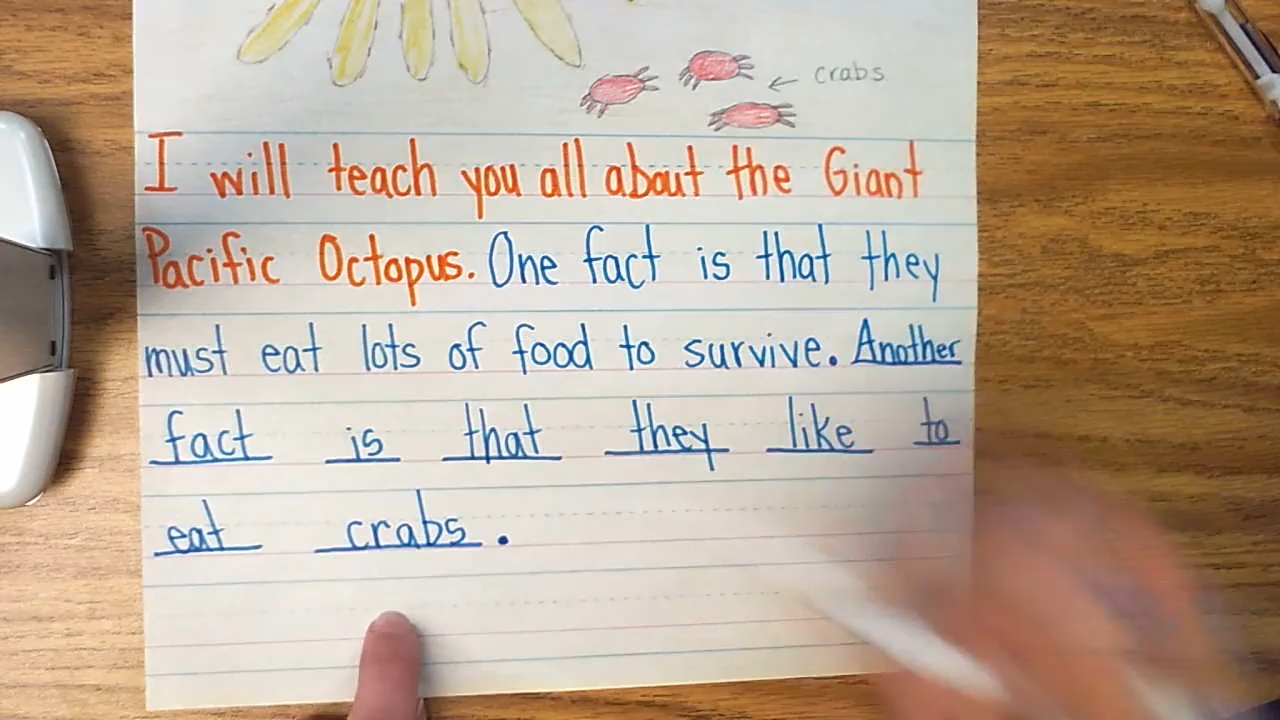 crabs
I will teach you all about the Giant
Pacific Octopus. One fact is that they
must eat lots of food to survive. Another
fact is that they like to
eat crabs.